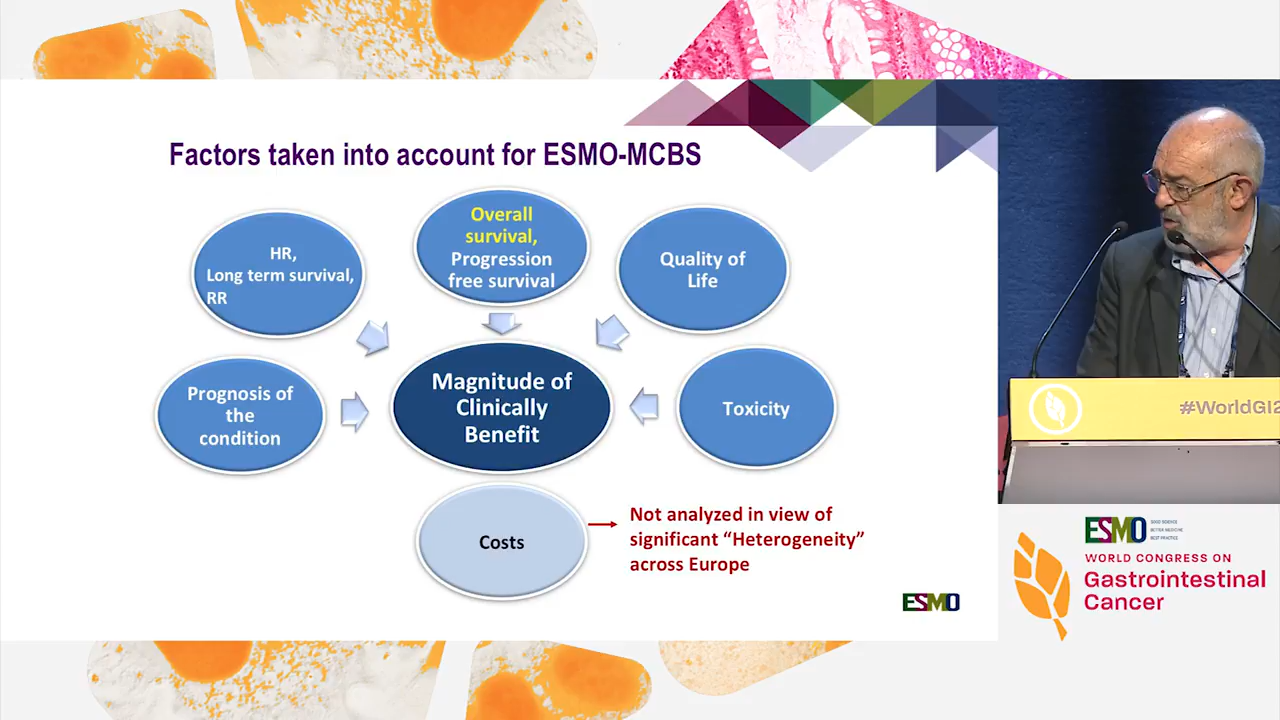 Factors taken into account for ESMO-MCBS
HR,
Long term survival,
RR
Overall
survival,
Progression
free survival
Quality of
Life
Prognosis of
the
condition
Magnitude of
Clinically
Benefit
Toxicity
Costs
Not analyzed in view of
significant “Heterogeneity”
across Europe
ESMO
#WorldGI2
ESMO
GOOD SCIENCE
BETTER MEDICINE
BEST PRACTICE
WORLD CONGRESS ON
Gastrointestinal
Cancer